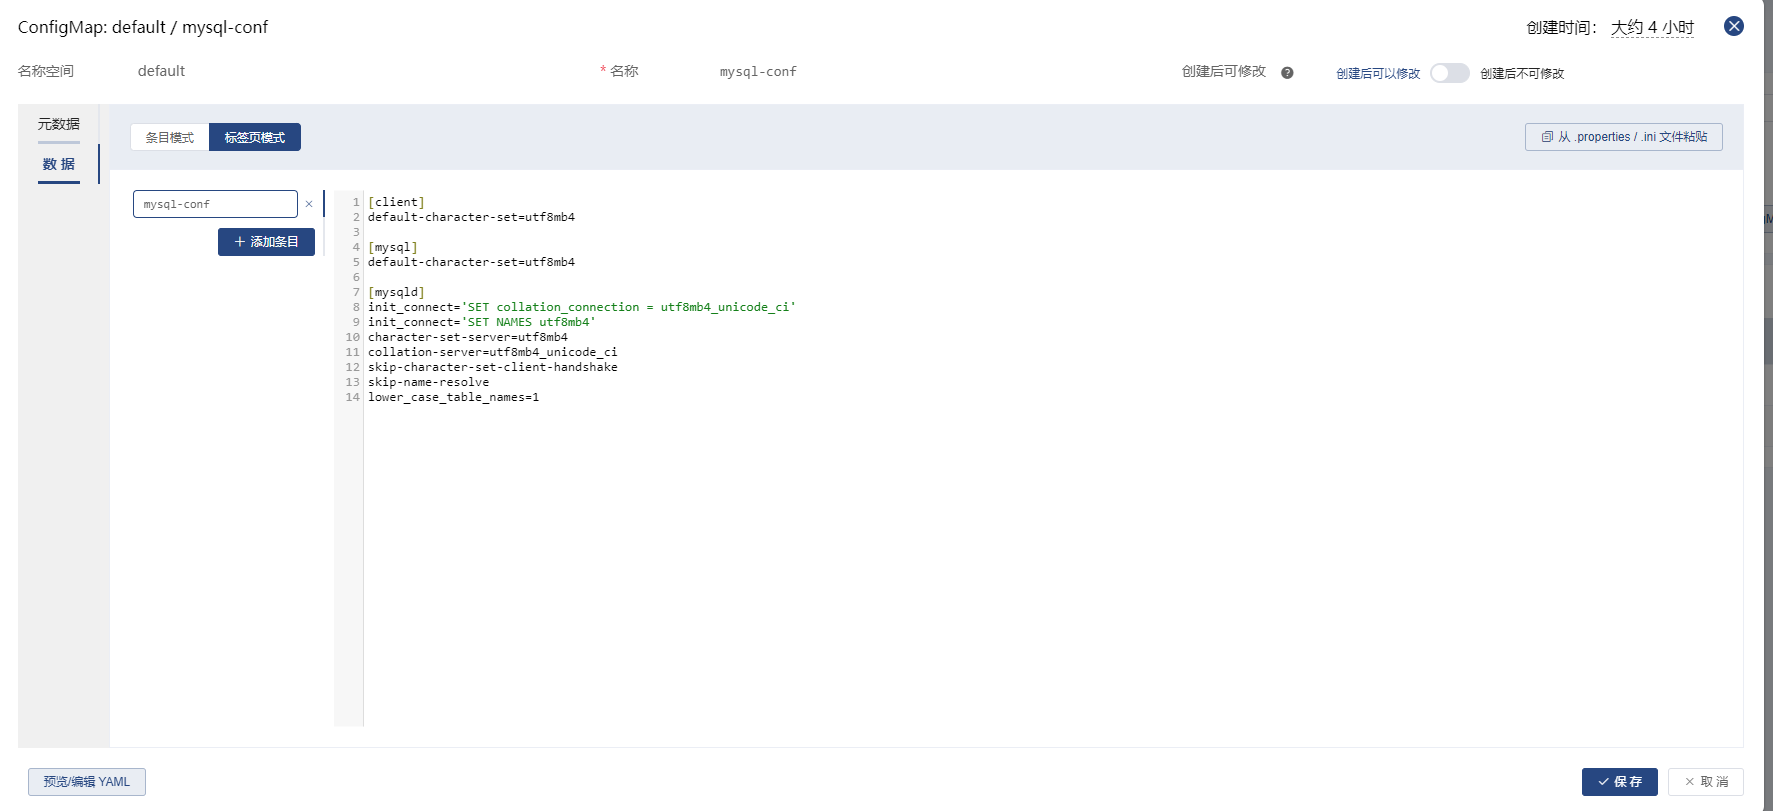 ConfigMap: default / mysql-conf
创建时间： 大约 4 小时
名称空间 default * 名称 mysql-conf 创建后可修改 ? 创建后可以修改 创建后不可修改
元数据
数 据
条目模式 标签页模式 从 .properties / .ini 文件粘贴
mysql-conf ×
+ 添加条目
1 [client]
2 default-character-set=utf8mb4
3
4 [mysql]
5 default-character-set=utf8mb4
6
7 [mysqld]
8 init_connect='SET collation_connection = utf8mb4_unicode_ci'
9 init_connect='SET NAMES utf8mb4'
10 character-set-server=utf8mb4
11 collation-server=utf8mb4_unicode_ci
12 skip-character-set-client-handshake
13 skip-name-resolve
14 lower_case_table_names=1
预览/编辑 YAML 保 存 取 消